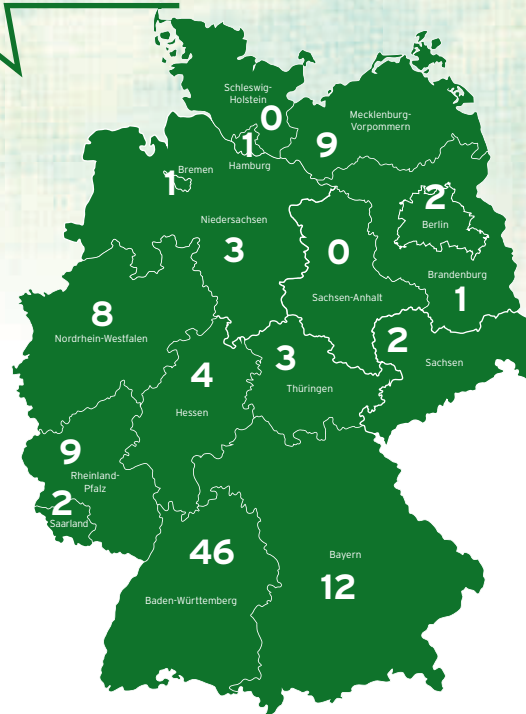 Schleswig-
Holstein
0
Mecklenburg-
Vorpommern
9
1
Hamburg
Bremen
1
Niedersachsen
3
2
Berlin
0
Sachsen-Anhalt
Brandenburg
1
8
Nordrhein-Westfalen
4
Hessen
3
Thüringen
2
Sachsen
9
Rheinland-
Pfalz
2
Saarland
46
Baden-Württemberg
Bayern
12